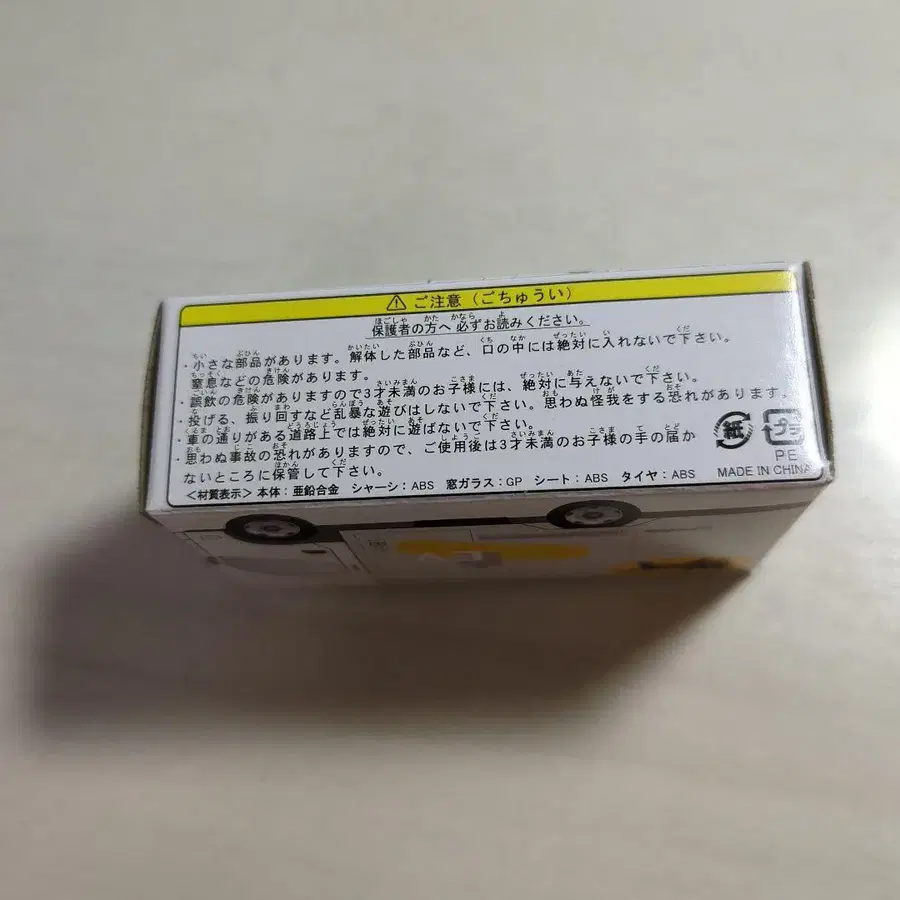 ⚠ ご注意（ごちゅうい）
保護者の方へ 必ずお読みください。
・小さな部品があります。解体した部品など、口の中には絶対に入れないで下さい。
窒息などの危険があります。
・誤飲の危険がありますので3才未満のお子様には、絶対に与えないで下さい。
・投げる、振り回すなど乱暴な遊びはしないで下さい。思わぬ怪我をする恐れがあります。
・車の通りがある道路上では絶対に遊ばないで下さい。
・思わぬ事故の恐れがありますので、ご使用後は3才未満のお子様の手の届か
ないところに保管して下さい。
<材質表示> 本体：亜鉛合金 シャーシ：ABS 窓ガラス：GP シート：ABS タイヤ：ABS
紙 プラ
PE
MADE IN CHINA